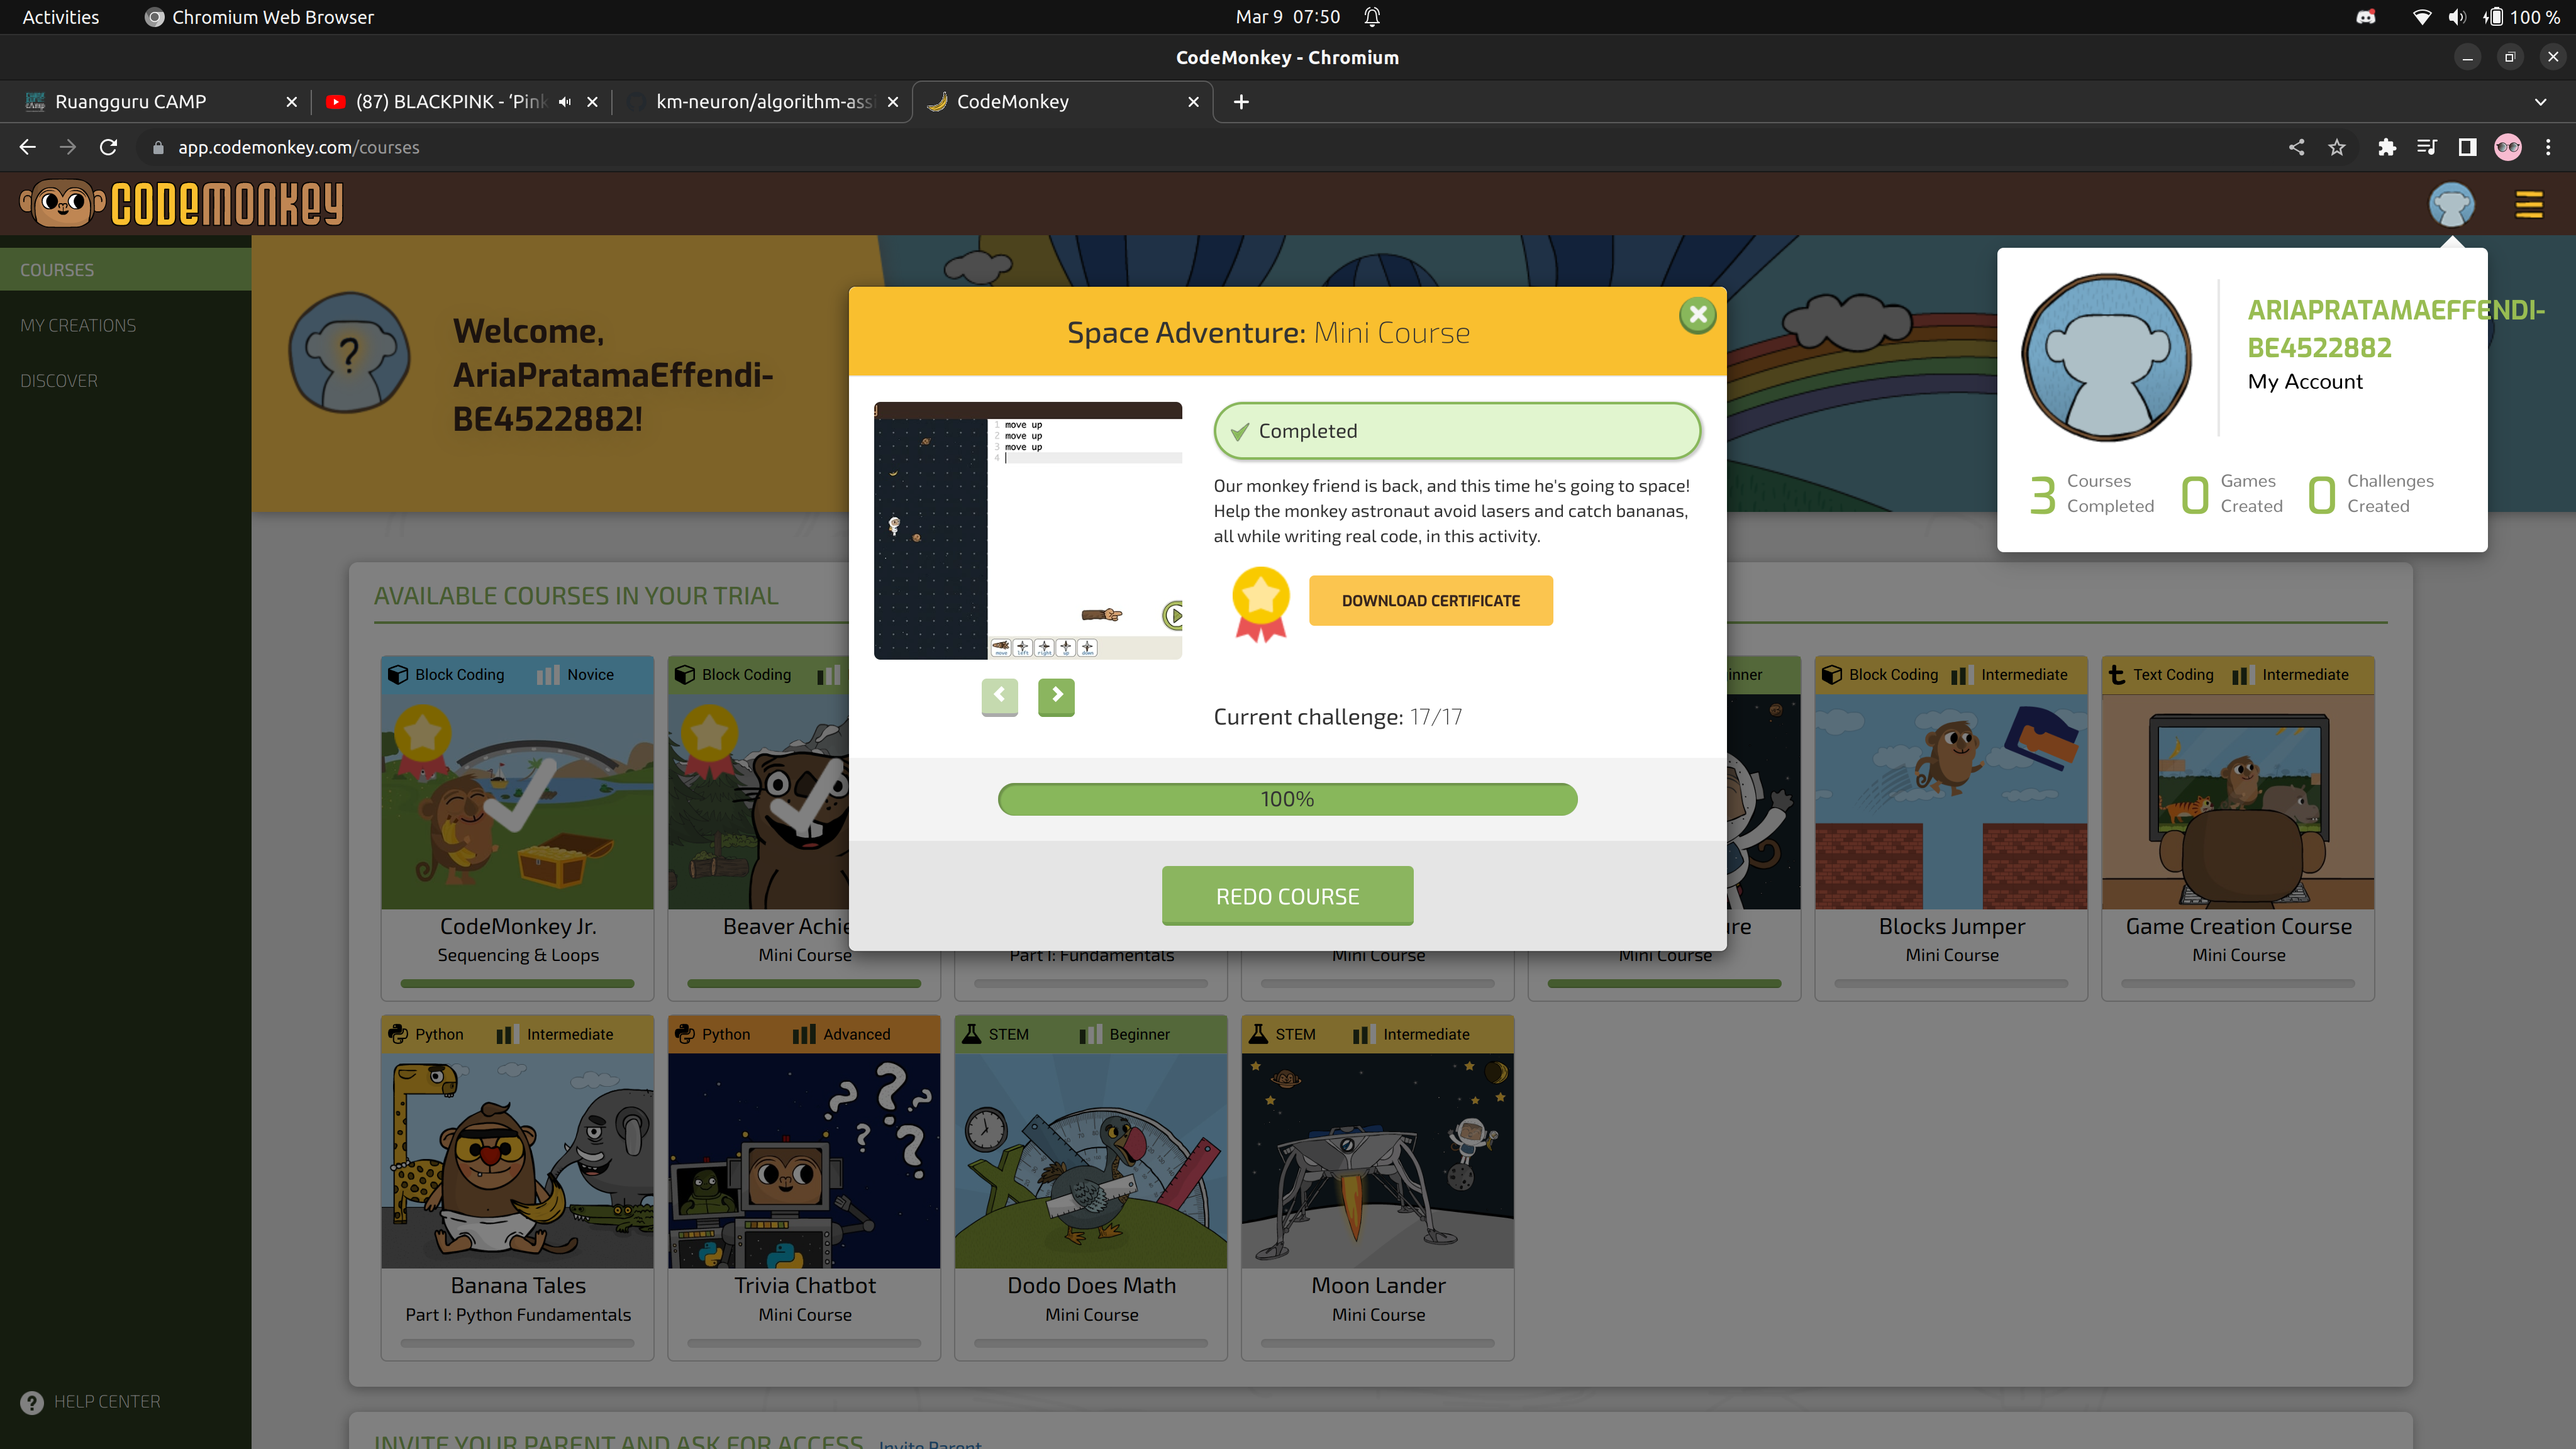 Activities
Chromium Web Browser
Mar 9 07:50
100 %
CodeMonkey - Chromium
Ruangguru CAMP
(87) BLACKPINK - ‘Pink
km-neuron/algorithm-assi
CodeMonkey
app.codemonkey.com/courses
CODEMONKEY
COURSES
MY CREATIONS
DISCOVER
HELP CENTER
Welcome,
AriaPratamaEffendi-
BE4522882!
ARIAPRATAMAEFFENDI-
BE4522882
My Account
3 Courses Completed
0 Games Created
0 Challenges Created
Space Adventure: Mini Course
1 move up
2 move up
3 move up
4
Completed
Our monkey friend is back, and this time he's going to space!
Help the monkey astronaut avoid lasers and catch bananas,
all while writing real code, in this activity.
DOWNLOAD CERTIFICATE
Current challenge: 17/17
100%
REDO COURSE
AVAILABLE COURSES IN YOUR TRIAL
Block Coding Novice
CodeMonkey Jr.
Sequencing & Loops
Block Coding
Beaver Achie
Mini Course
Part I: Fundamentals
Mini Course
inner
re
Mini Course
Block Coding Intermediate
Blocks Jumper
Mini Course
Text Coding Intermediate
Game Creation Course
Mini Course
Python Intermediate
Banana Tales
Part I: Python Fundamentals
Python Advanced
Trivia Chatbot
Mini Course
STEM Beginner
Dodo Does Math
Mini Course
STEM Intermediate
Moon Lander
Mini Course
INVITE YOUR PARENT AND ASK FOR ACCESS Invite Parent